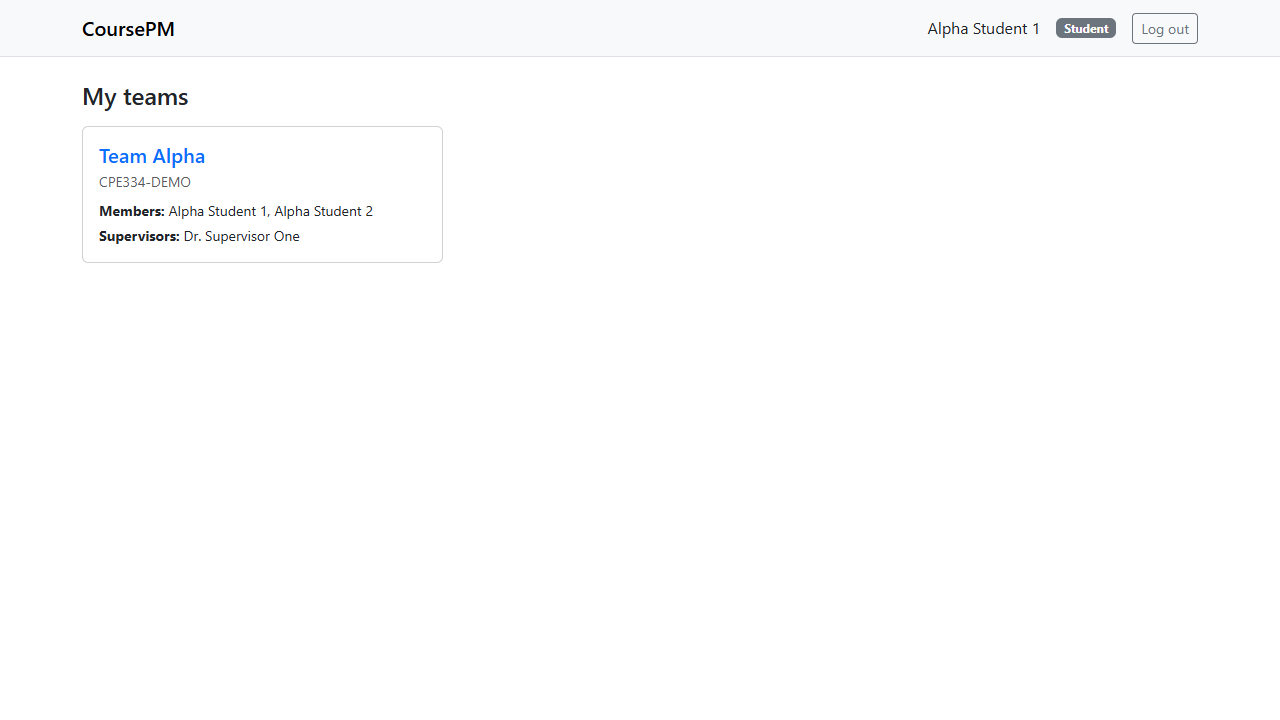 CoursePM
Alpha Student 1 Student Log out
My teams
Team Alpha
CPE334-DEMO
Members: Alpha Student 1, Alpha Student 2
Supervisors: Dr. Supervisor One